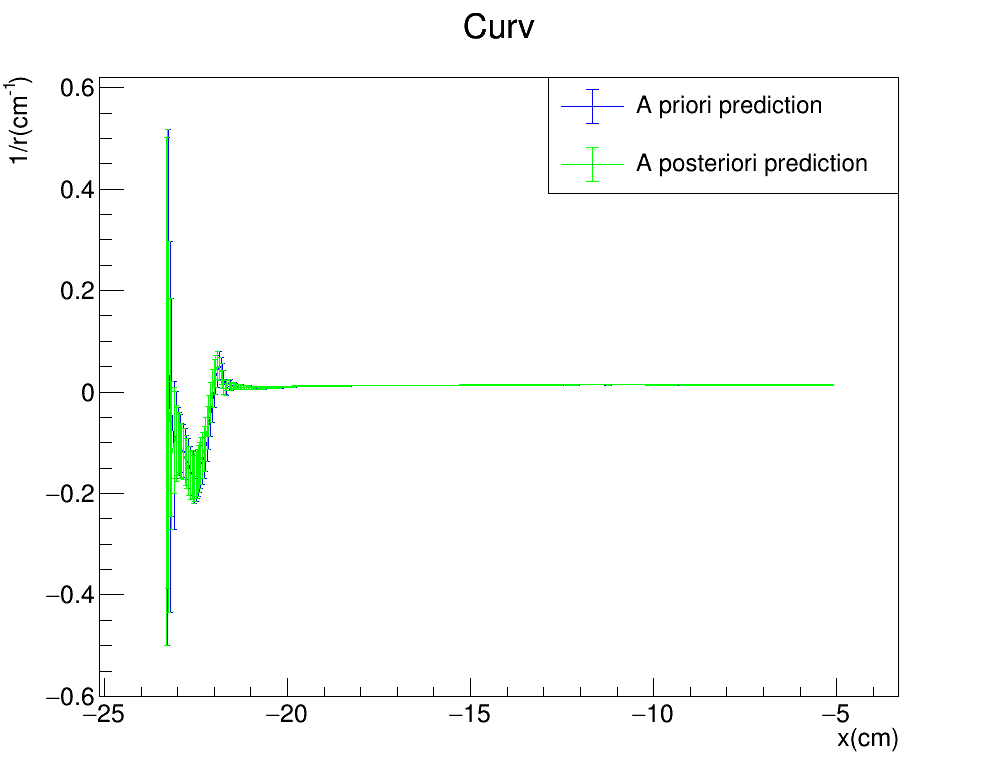 Curv
1/r(cm⁻¹)
A priori prediction
A posteriori prediction
0.6
0.4
0.2
0
−0.2
−0.4
−0.6
−25 −20 −15 −10 −5
x(cm)